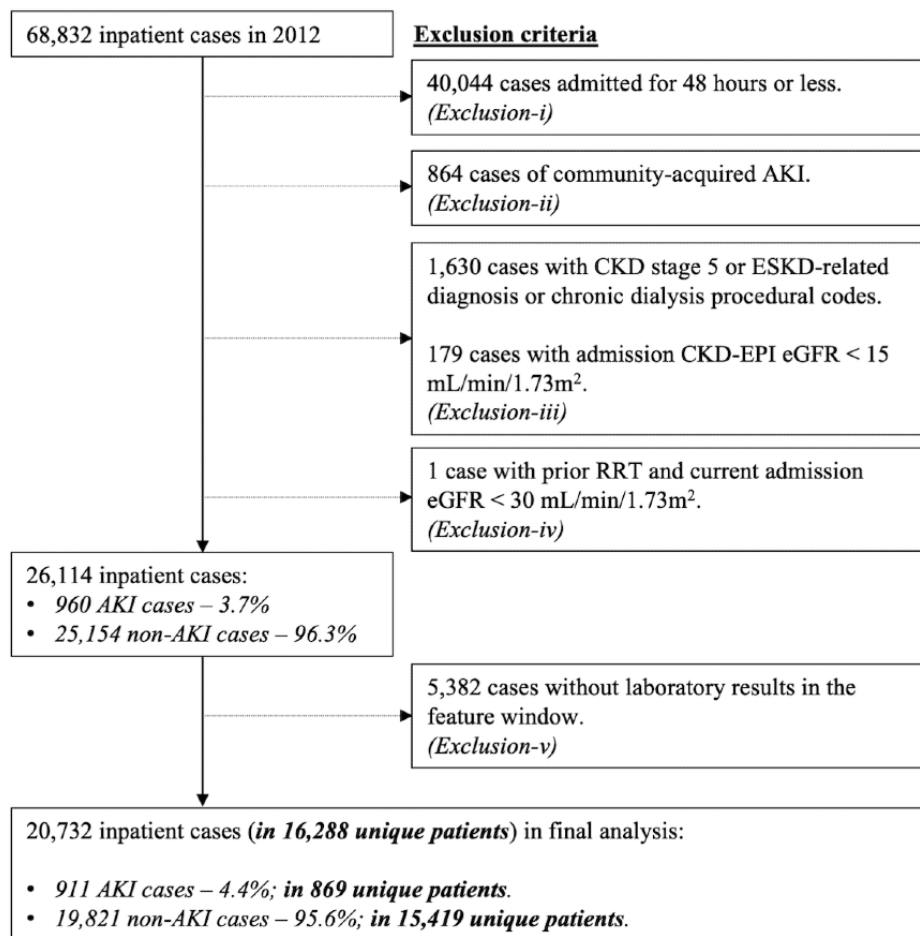 68,832 inpatient cases in 2012
Exclusion criteria
40,044 cases admitted for 48 hours or less.
(Exclusion-i)
864 cases of community-acquired AKI.
(Exclusion-ii)
1,630 cases with CKD stage 5 or ESKD-related
diagnosis or chronic dialysis procedural codes.
179 cases with admission CKD-EPI eGFR < 15
mL/min/1.73m².
(Exclusion-iii)
1 case with prior RRT and current admission
eGFR < 30 mL/min/1.73m².
(Exclusion-iv)
26,114 inpatient cases:
• 960 AKI cases – 3.7%
• 25,154 non-AKI cases – 96.3%
5,382 cases without laboratory results in the
feature window.
(Exclusion-v)
20,732 inpatient cases (in 16,288 unique patients) in final analysis:
• 911 AKI cases – 4.4%; in 869 unique patients.
• 19,821 non-AKI cases – 95.6%; in 15,419 unique patients.